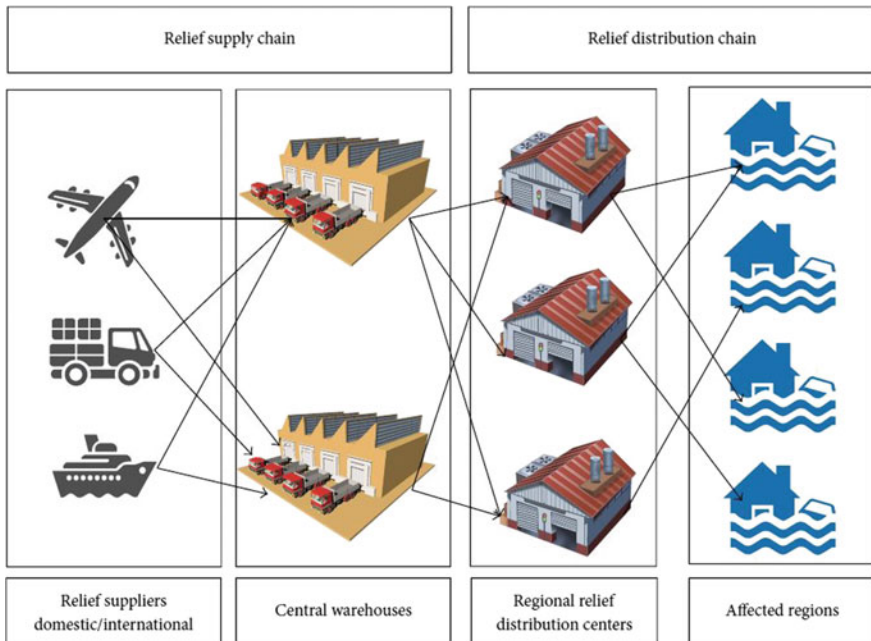 Relief supply chain
Relief distribution chain
Relief suppliers
domestic/international
Central warehouses
Regional relief
distribution centers
Affected regions